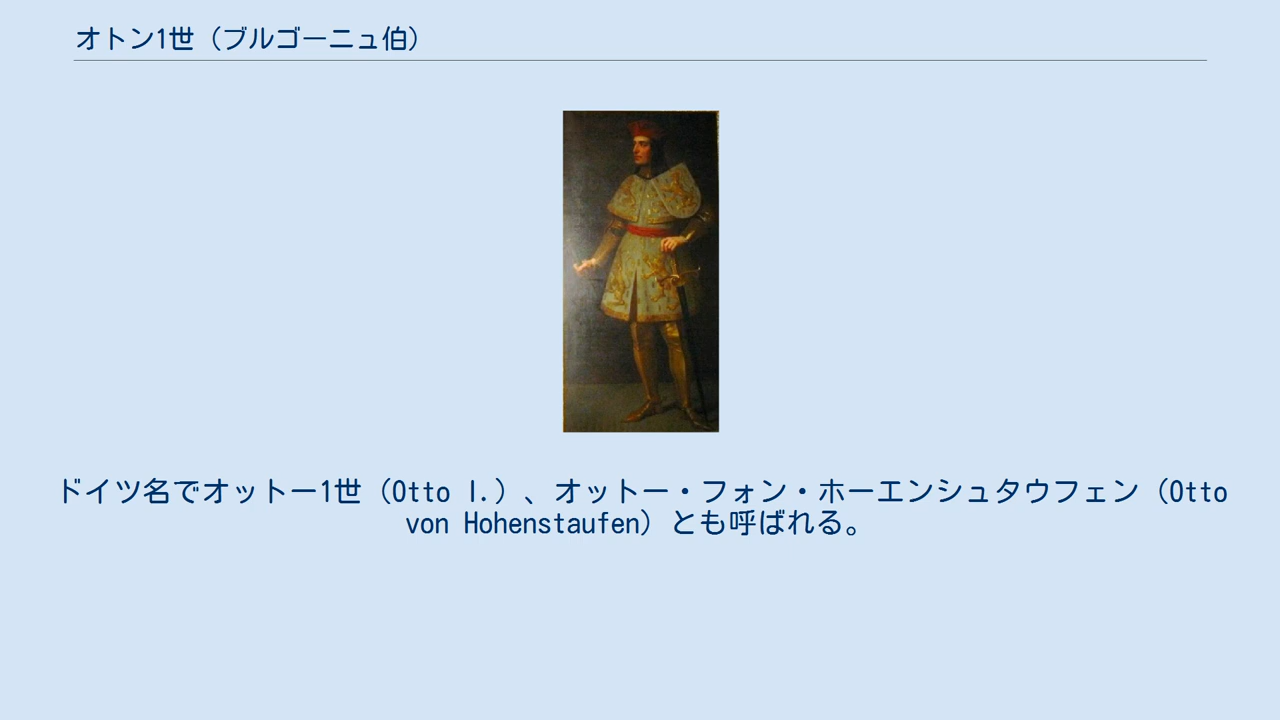 オトン1世（ブルゴーニュ伯）
ドイツ名でオットー1世（Otto I.）、オットー・フォン・ホーエンシュタウフェン（Otto
von Hohenstaufen）とも呼ばれる。